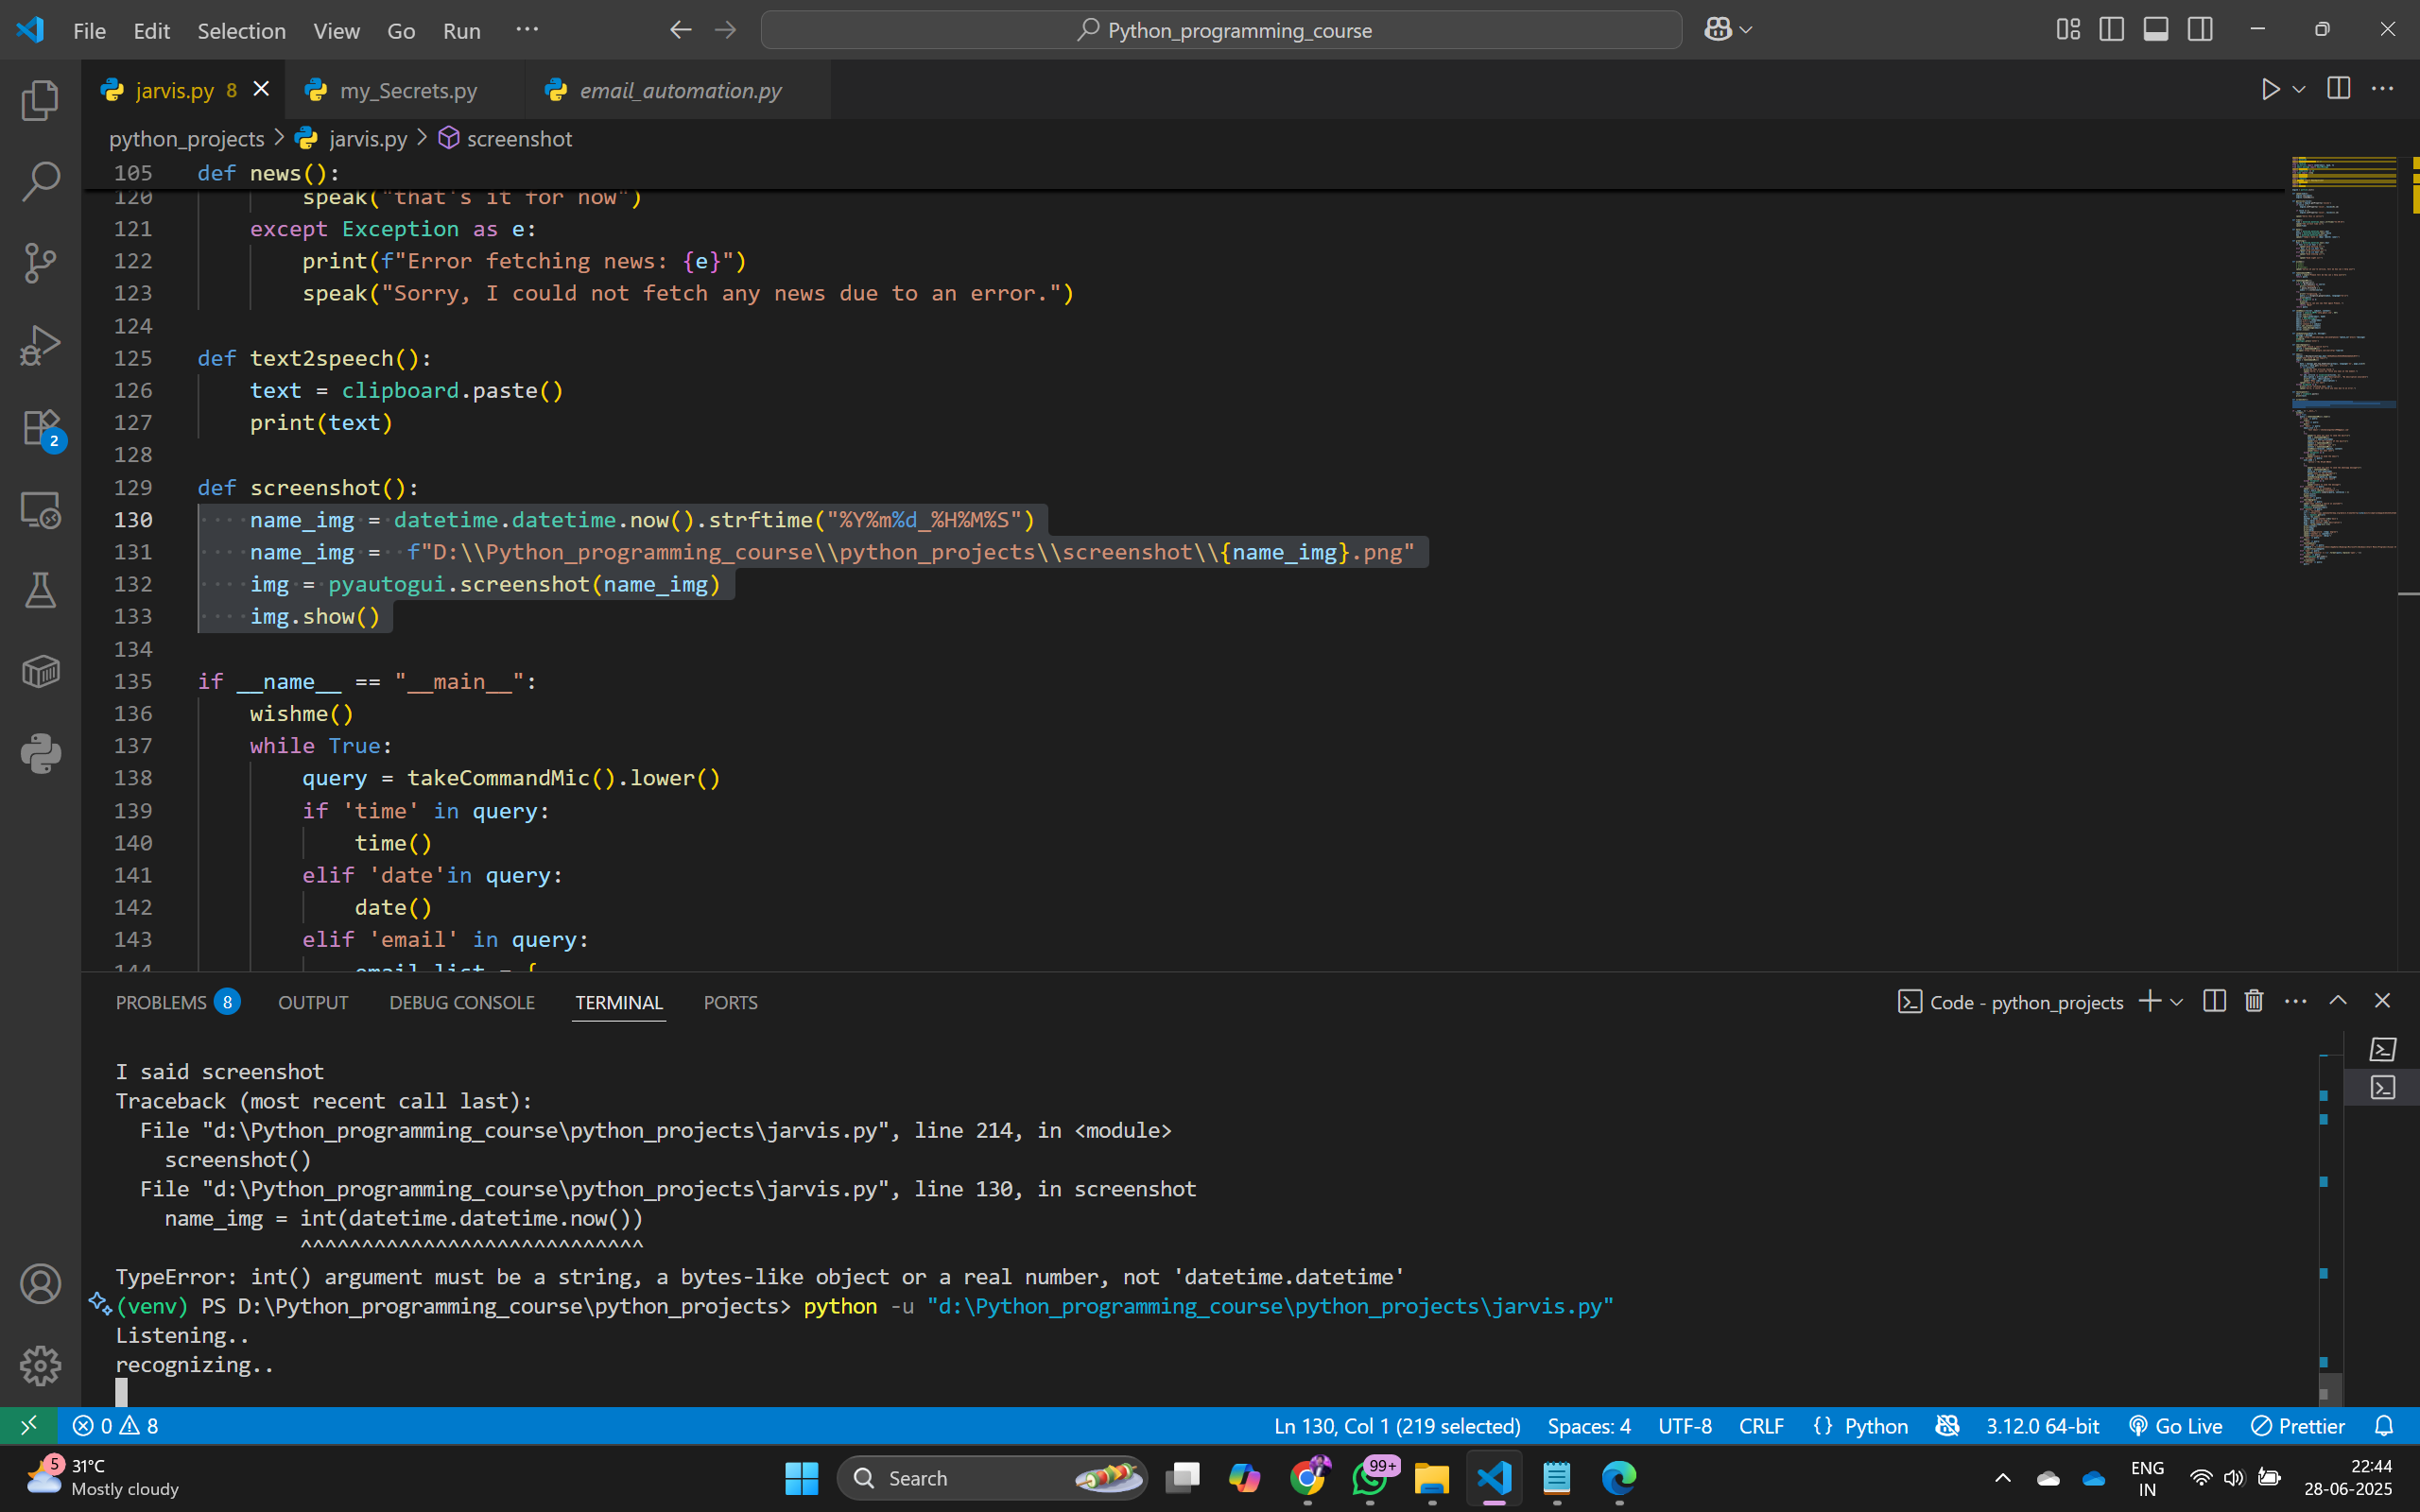 File Edit Selection View Go Run ···
Python_programming_course
jarvis.py 8
my_Secrets.py
email_automation.py
python_projects > jarvis.py > screenshot
105 def news():
120 speak("that's it for now")
121 except Exception as e:
122 print(f"Error fetching news: {e}")
123 speak("Sorry, I could not fetch any news due to an error.")
124
125 def text2speech():
126 text = clipboard.paste()
127 print(text)
128
129 def screenshot():
130 name_img = datetime.datetime.now().strftime("%Y%m%d_%H%M%S")
131 name_img =  f"D:\\Python_programming_course\\python_projects\\screenshot\\{name_img}.png"
132 img = pyautogui.screenshot(name_img)
133 img.show()
134
135 if __name__ == "__main__":
136 wishme()
137 while True:
138 query = takeCommandMic().lower()
139 if 'time' in query:
140 time()
141 elif 'date'in query:
142 date()
143 elif 'email' in query:
144 email_list = {
PROBLEMS 8 OUTPUT DEBUG CONSOLE TERMINAL PORTS
Code - python_projects
I said screenshot
Traceback (most recent call last):
File "d:\Python_programming_course\python_projects\jarvis.py", line 214, in <module>
screenshot()
File "d:\Python_programming_course\python_projects\jarvis.py", line 130, in screenshot
name_img = int(datetime.datetime.now())
^^^^^^^^^^^^^^^^^^^^^^^^^^^^
TypeError: int() argument must be a string, a bytes-like object or a real number, not 'datetime.datetime'
(venv) PS D:\Python_programming_course\python_projects> python -u "d:\Python_programming_course\python_projects\jarvis.py"
Listening..
recognizing..
2
0 8 Ln 130, Col 1 (219 selected) Spaces: 4 UTF-8 CRLF {} Python 3.12.0 64-bit Go Live Prettier
5 31°C
Mostly cloudy
Search
99+
ENG
IN
22:44
28-06-2025